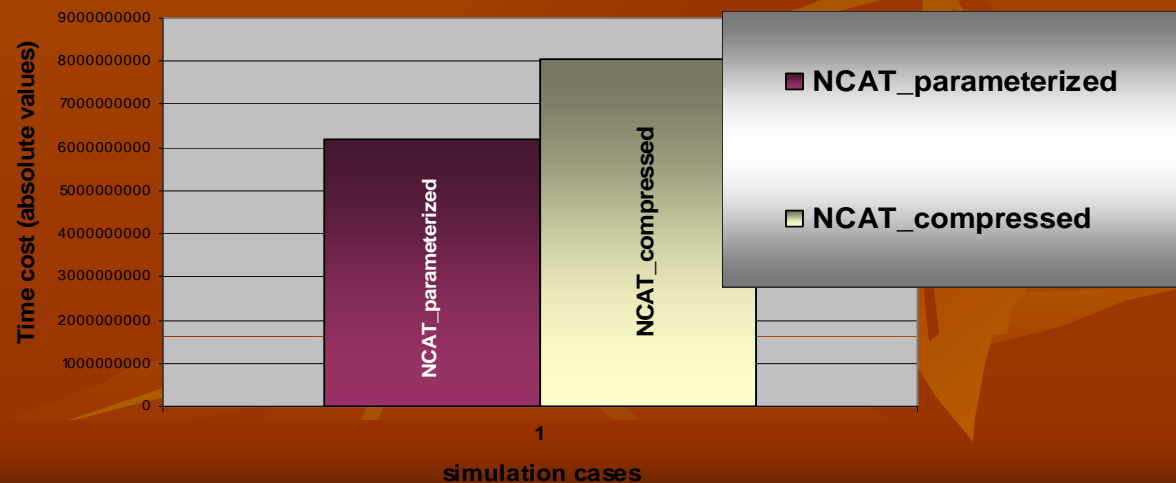 9000000000
8000000000
7000000000
6000000000
5000000000
4000000000
3000000000
2000000000
1000000000
0
Time cost (absolute values)
NCAT_parameterized
NCAT_compressed
1
simulation cases
NCAT_parameterized
NCAT_compressed